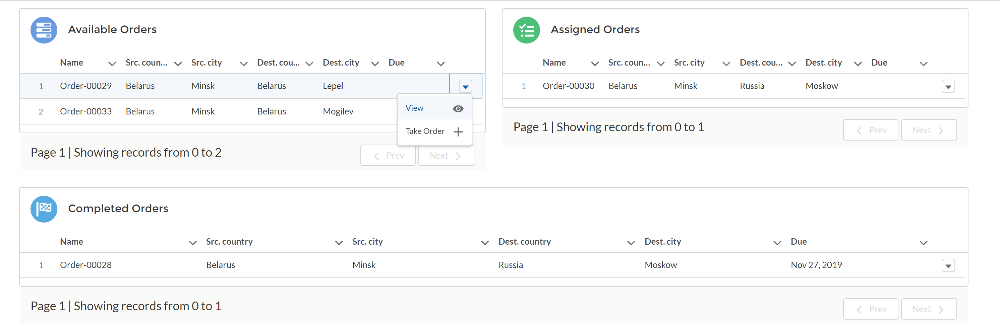 Available Orders
Name Src. coun... Src. city Dest. cou... Dest. city Due
1 Order-00029 Belarus Minsk Belarus Lepel
2 Order-00033 Belarus Minsk Belarus Mogilev
View
Take Order
Page 1 | Showing records from 0 to 2
Prev Next
Assigned Orders
Name Src. coun... Src. city Dest. cou... Dest. city Due
1 Order-00030 Belarus Minsk Russia Moskow
Page 1 | Showing records from 0 to 1
Prev Next
Completed Orders
Name Src. country Src. city Dest. country Dest. city Due
1 Order-00028 Belarus Minsk Russia Moskow Nov 27, 2019
Page 1 | Showing records from 0 to 1
Prev Next